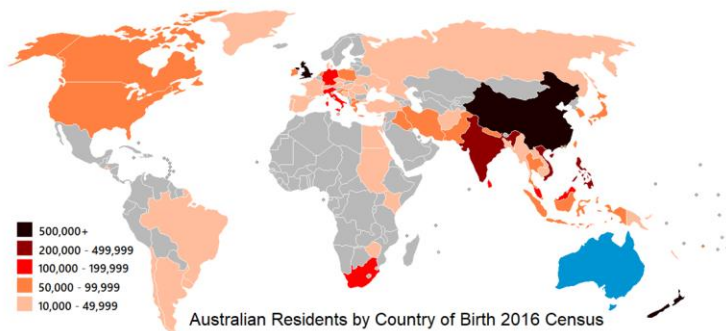 500,000+
200,000 - 499,999
100,000 - 199,999
50,000 - 99,999
10,000 - 49,999
Australian Residents by Country of Birth 2016 Census